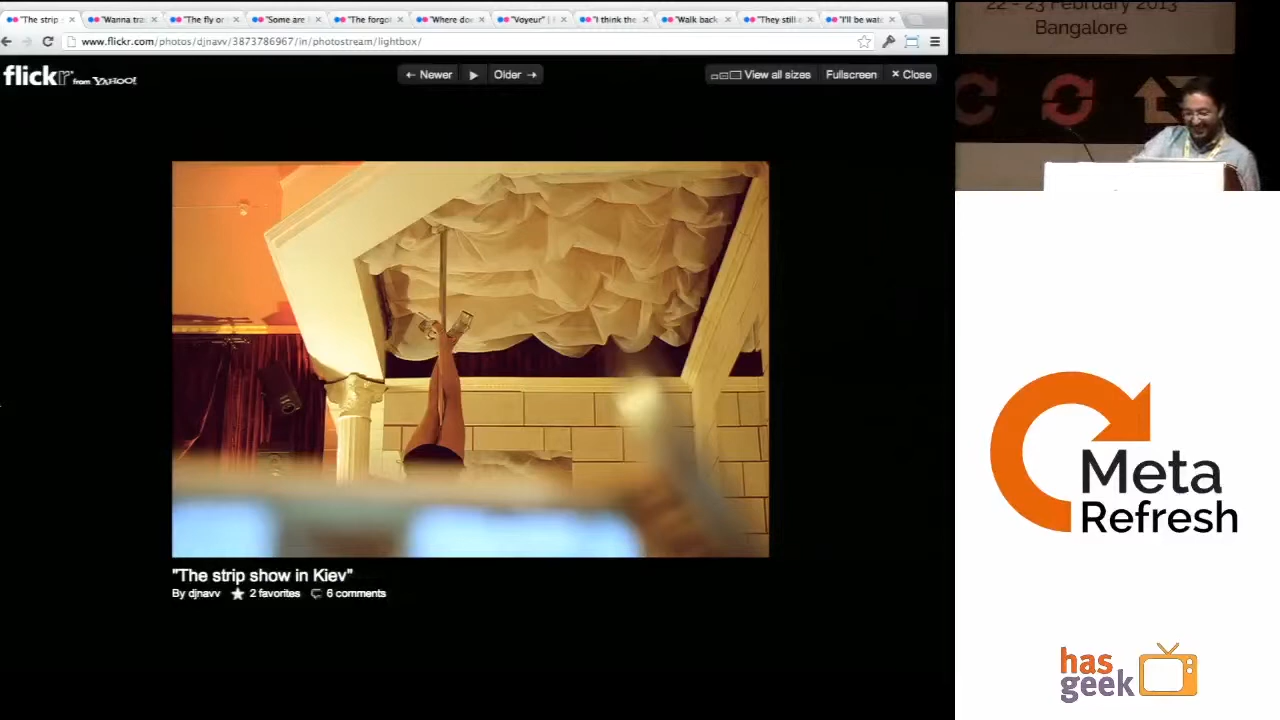 "The strip s
"Wanna tra
"The fly or
"Some are
"The forgo
"Where doe
"Voyeur" |
"I think the
"Walk back
"They still
"I'll be wat
www.flickr.com/photos/djnavv/3873786967/in/photostream/lightbox/
flickr from YAHOO!
← Newer
Older →
View all sizes
Fullscreen
× Close
"The strip show in Kiev"
By djnavv ★ 2 favorites 6 comments
22 - 23 February 2013
Bangalore
Meta
Refresh
has
geek